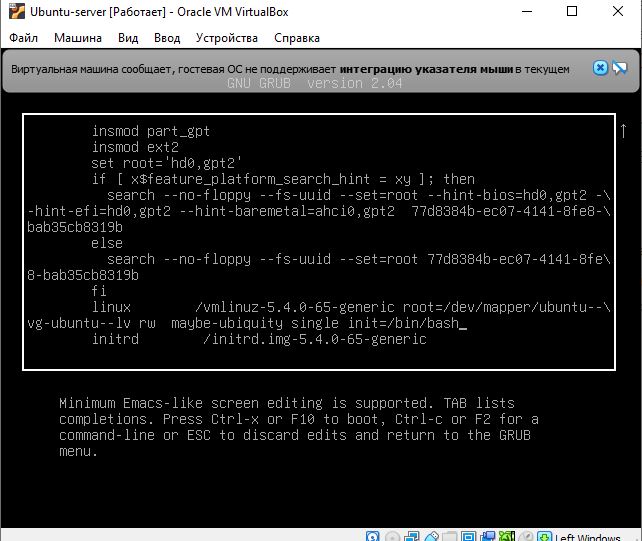 Ubuntu-server [Работает] - Oracle VM VirtualBox
Файл Машина Вид Ввод Устройства Справка
Виртуальная машина сообщает, гостевая ОС не поддерживает интеграцию указателя мыши в текущем
GNU GRUB version 2.04
insmod part_gpt
insmod ext2
set root='hd0,gpt2'
if [ x$feature_platform_search_hint = xy ]; then
search --no-floppy --fs-uuid --set=root --hint-bios=hd0,gpt2 -\
-hint-efi=hd0,gpt2 --hint-baremetal=ahci0,gpt2 77d8384b-ec07-4141-8fe8-\
bab35cb8319b
else
search --no-floppy --fs-uuid --set=root 77d8384b-ec07-4141-8fe\
8-bab35cb8319b
fi
linux /vmlinuz-5.4.0-65-generic root=/dev/mapper/ubuntu--\
vg-ubuntu--lv rw maybe-ubiquity single init=/bin/bash_
initrd /initrd.img-5.4.0-65-generic
Minimum Emacs-like screen editing is supported. TAB lists
completions. Press Ctrl-x or F10 to boot, Ctrl-c or F2 for a
command-line or ESC to discard edits and return to the GRUB
menu.
Left Windows